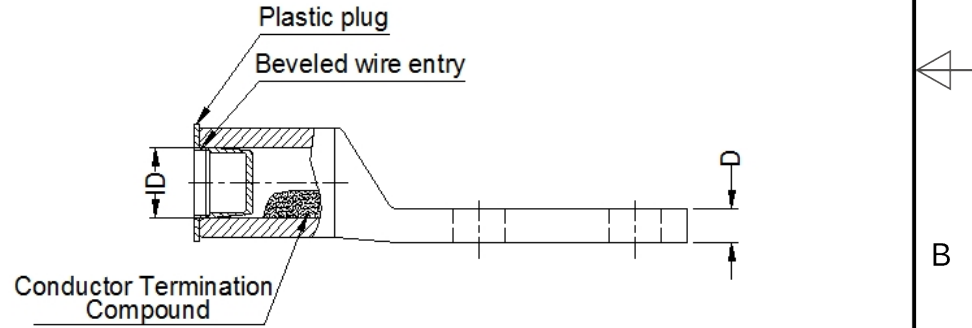 Plastic plug
Beveled wire entry
D
ID
B
Conductor Termination
Compound